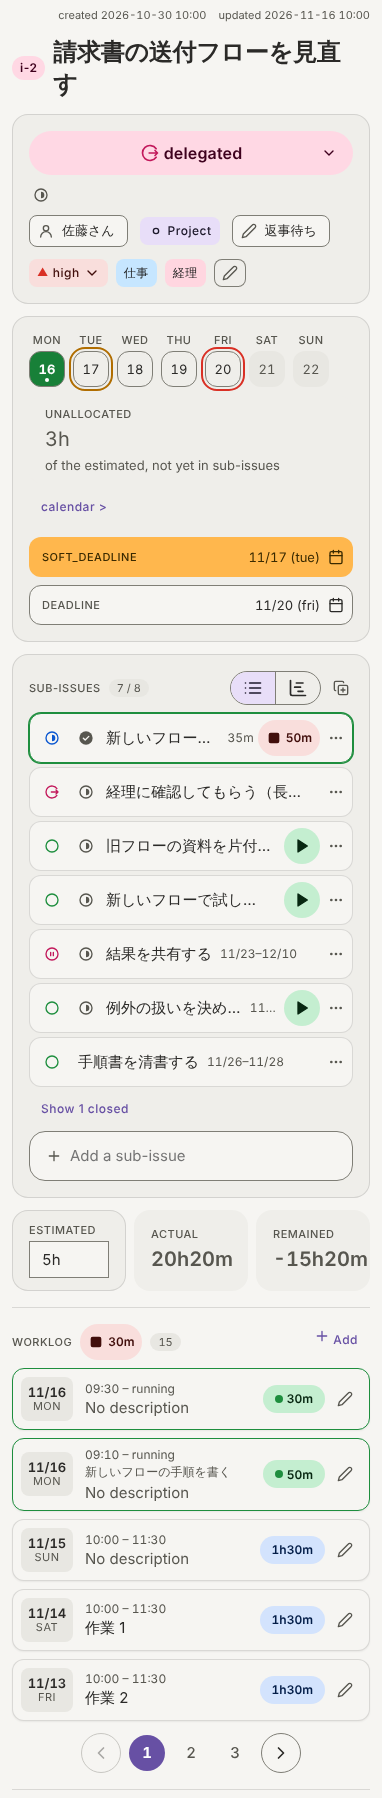 created 2026-10-30 10:00 updated 2026-11-16 10:00
i-2 請求書の送付フローを見直
す
delegated
佐藤さん Project 返事待ち
high 仕事 経理
MON TUE WED THU FRI SAT SUN
16 17 18 19 20 21 22
UNALLOCATED
3h
of the estimated, not yet in sub-issues
calendar >
SOFT_DEADLINE 11/17 (tue)
DEADLINE 11/20 (fri)
SUB-ISSUES 7 / 8
新しいフロー… 35m 50m
経理に確認してもらう（長…
旧フローの資料を片付…
新しいフローで試し…
結果を共有する 11/23–12/10
例外の扱いを決め… 11…
手順書を清書する 11/26–11/28
Show 1 closed
Add a sub-issue
ESTIMATED ACTUAL REMAINED
5h 20h20m -15h20m
WORKLOG 30m 15 + Add
11/16 MON 09:30 – running
No description 30m
11/16 MON 09:10 – running
新しいフローの手順を書く
No description 50m
11/15 SUN 10:00 – 11:30
No description 1h30m
11/14 SAT 10:00 – 11:30
作業 1 1h30m
11/13 FRI 10:00 – 11:30
作業 2 1h30m
1 2 3